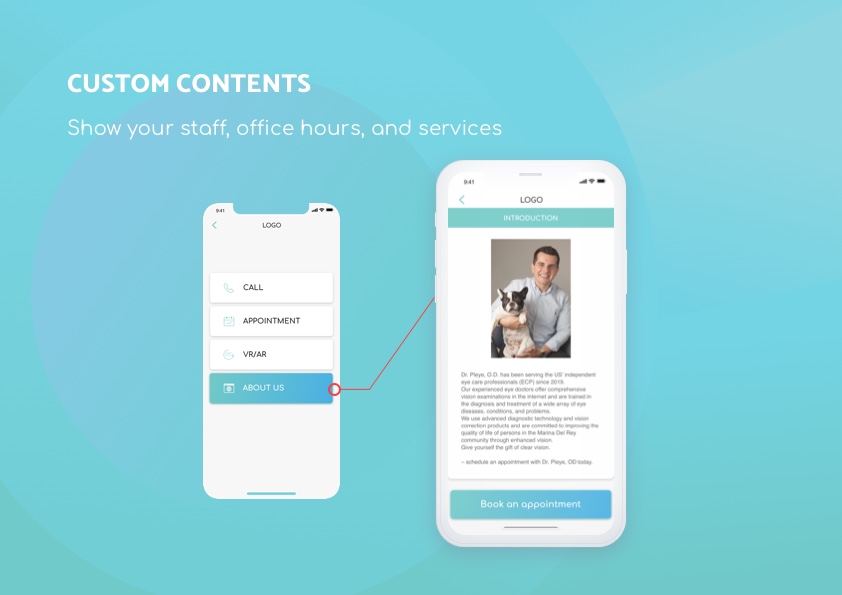 CUSTOM CONTENTS
Show your staff, office hours, and services
9:41
LOGO
CALL
APPOINTMENT
VR/AR
ABOUT US
9:41
LOGO
INTRODUCTION
Dr. Pleye, O.D. has been serving the US' independent
eye care professionals (ECP) since 2019.
Our experienced eye doctors offer comprehensive
vision examinations in the internet and are trained in
the diagnosis and treatment of a wide array of eye
diseases, conditions, and problems.
We use advanced diagnostic technology and vision
correction products and are committed to improving the
quality of life of persons in the Marina Del Rey
community through enhanced vision.
Give yourself the gift of clear vision.
– schedule an appointment with Dr. Pleye, OD today.
Book an appointment